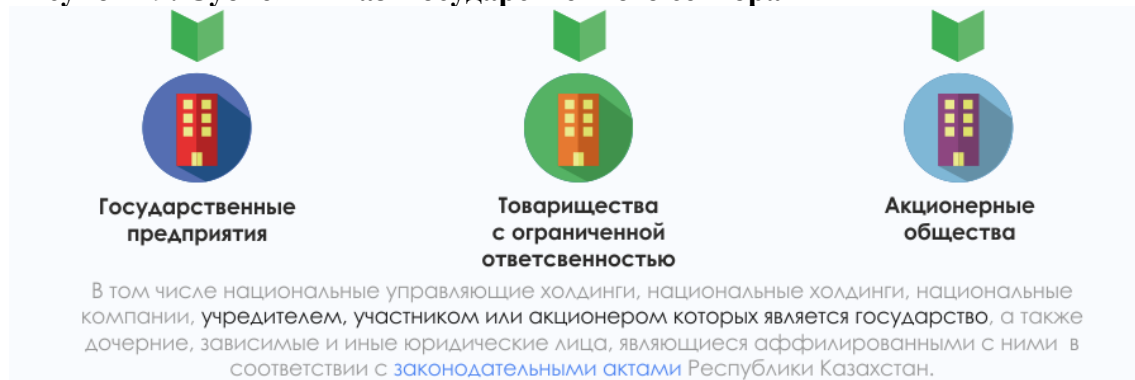 Государственные
предприятия
Товарищества
с ограниченной
ответсвенностью
Акционерные
общества
В том числе национальные управляющие холдинги, национальные холдинги, национальные
компании, учредителем, участником или акционером которых является государство, а также
дочерние, зависимые и иные юридические лица, являющиеся аффилированными с ними в
соответствии с законодательными актами Республики Казахстан.